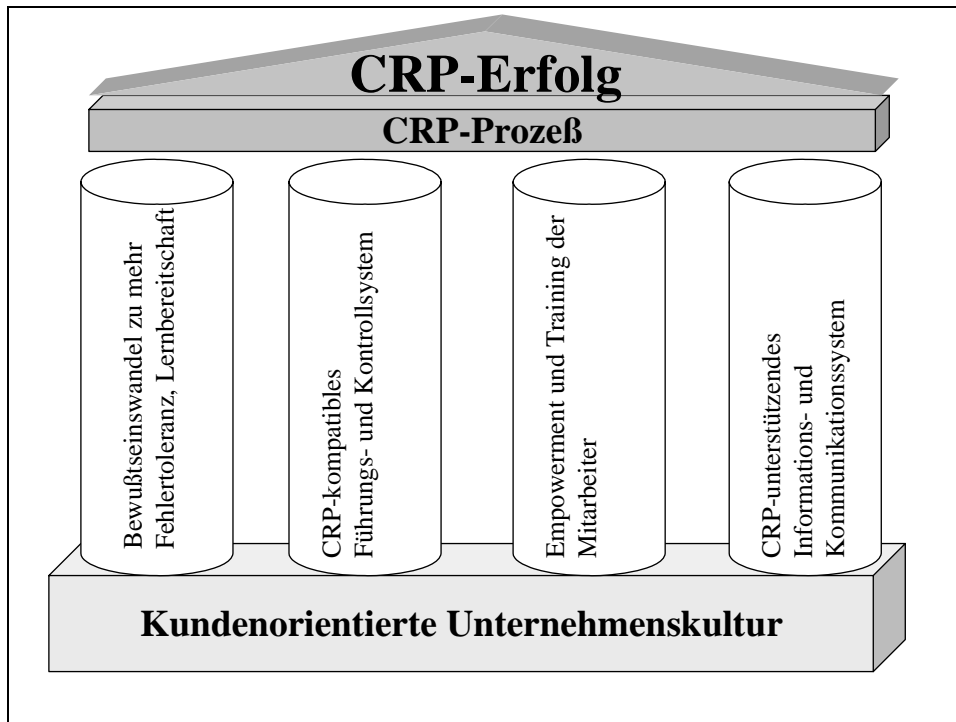 CRP-Erfolg
CRP-Prozeß
Bewußtseinswandel zu mehr
Fehlertoleranz, Lernbereitschaft
CRP-kompatibles
Führungs- und Kontrollsystem
Empowerment und Training der
Mitarbeiter
CRP-unterstützendes
Informations- und
Kommunikationssystem
Kundenorientierte Unternehmenskultur